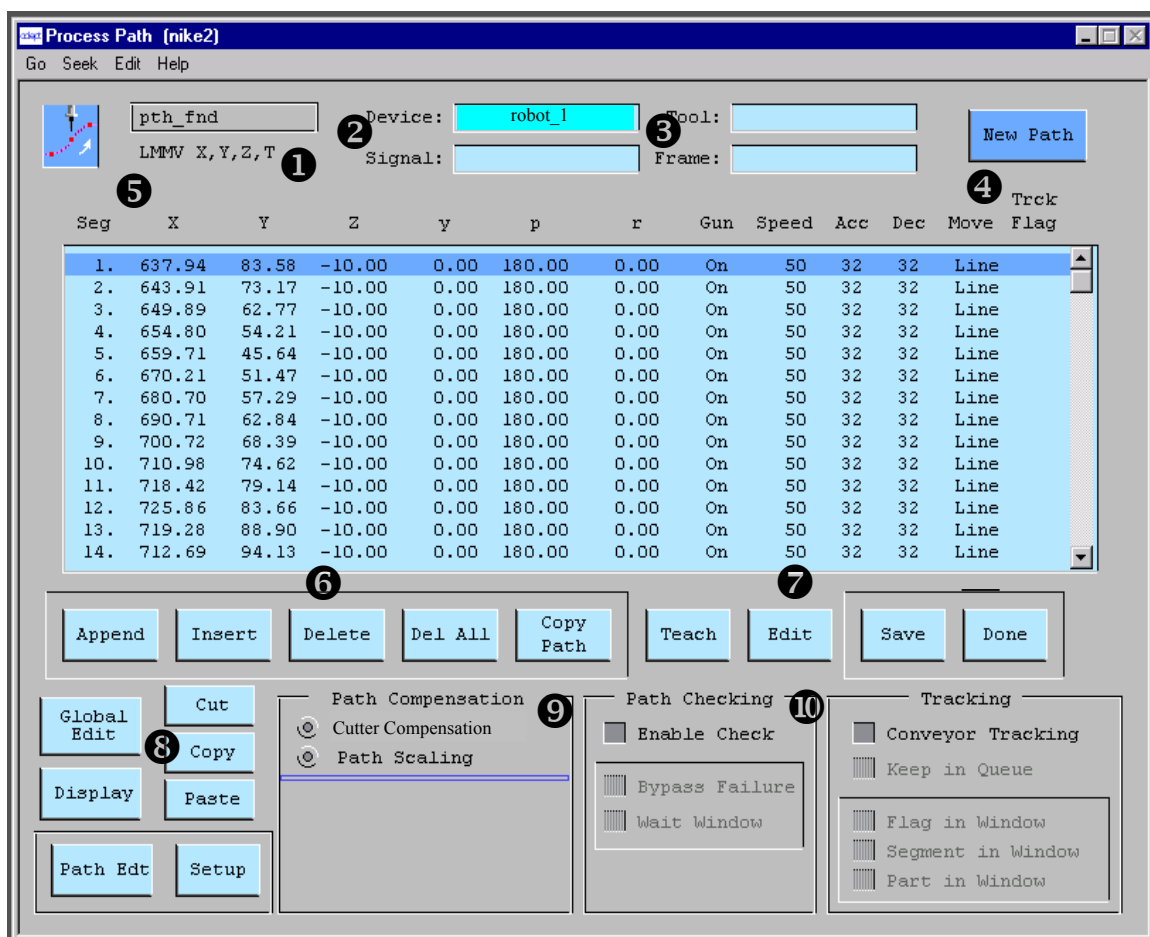 adept Process Path (nike2)
Go Seek Edit Help
pth_fnd ❷ Device: robot_1 ❸ Tool:
New Path
LMMV X,Y,Z,T ❶ Signal: Frame:
❺ ❹
Trck
Seg X Y Z y p r Gun Speed Acc Dec Move Flag
1. 637.94 83.58 -10.00 0.00 180.00 0.00 On 50 32 32 Line
2. 643.91 73.17 -10.00 0.00 180.00 0.00 On 50 32 32 Line
3. 649.89 62.77 -10.00 0.00 180.00 0.00 On 50 32 32 Line
4. 654.80 54.21 -10.00 0.00 180.00 0.00 On 50 32 32 Line
5. 659.71 45.64 -10.00 0.00 180.00 0.00 On 50 32 32 Line
6. 670.21 51.47 -10.00 0.00 180.00 0.00 On 50 32 32 Line
7. 680.70 57.29 -10.00 0.00 180.00 0.00 On 50 32 32 Line
8. 690.71 62.84 -10.00 0.00 180.00 0.00 On 50 32 32 Line
9. 700.72 68.39 -10.00 0.00 180.00 0.00 On 50 32 32 Line
10. 710.98 74.62 -10.00 0.00 180.00 0.00 On 50 32 32 Line
11. 718.42 79.14 -10.00 0.00 180.00 0.00 On 50 32 32 Line
12. 725.86 83.66 -10.00 0.00 180.00 0.00 On 50 32 32 Line
13. 719.28 88.90 -10.00 0.00 180.00 0.00 On 50 32 32 Line
14. 712.69 94.13 -10.00 0.00 180.00 0.00 On 50 32 32 Line
❻ ❼
Append Insert Delete Del All Copy Path Teach Edit Save Done
Global Edit
Cut
❽ Copy
Display
Paste
Path Edt Setup
Path Compensation ❾
Cutter Compensation
Path Scaling
Path Checking ❿
Enable Check
Bypass Failure
Wait Window
Tracking
Conveyor Tracking
Keep in Queue
Flag in Window
Segment in Window
Part in Window